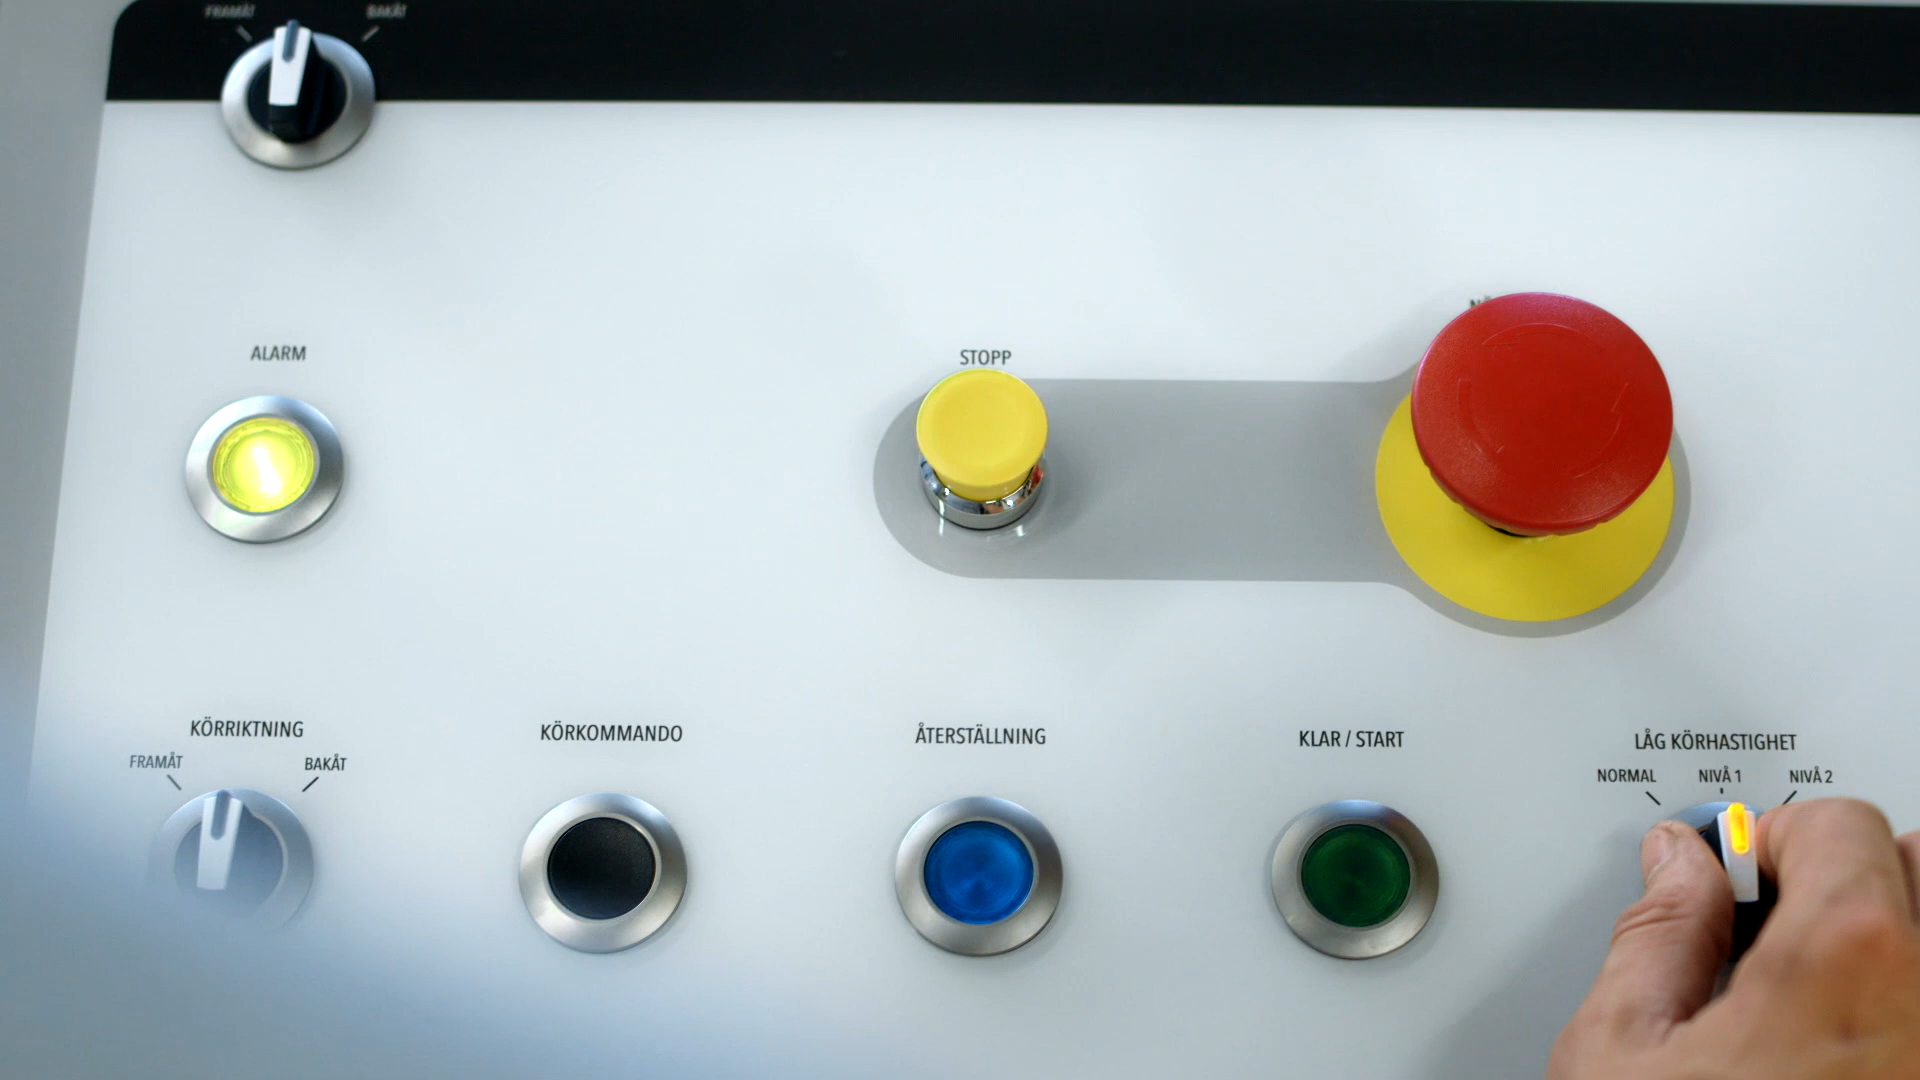 FRAMÅT BAKÅT
ALARM
STOPP
KÖRRIKTNING
FRAMÅT BAKÅT
KÖRKOMMANDO
ÅTERSTÄLLNING
KLAR / START
LÅG KÖRHASTIGHET
NORMAL NIVÅ 1 NIVÅ 2